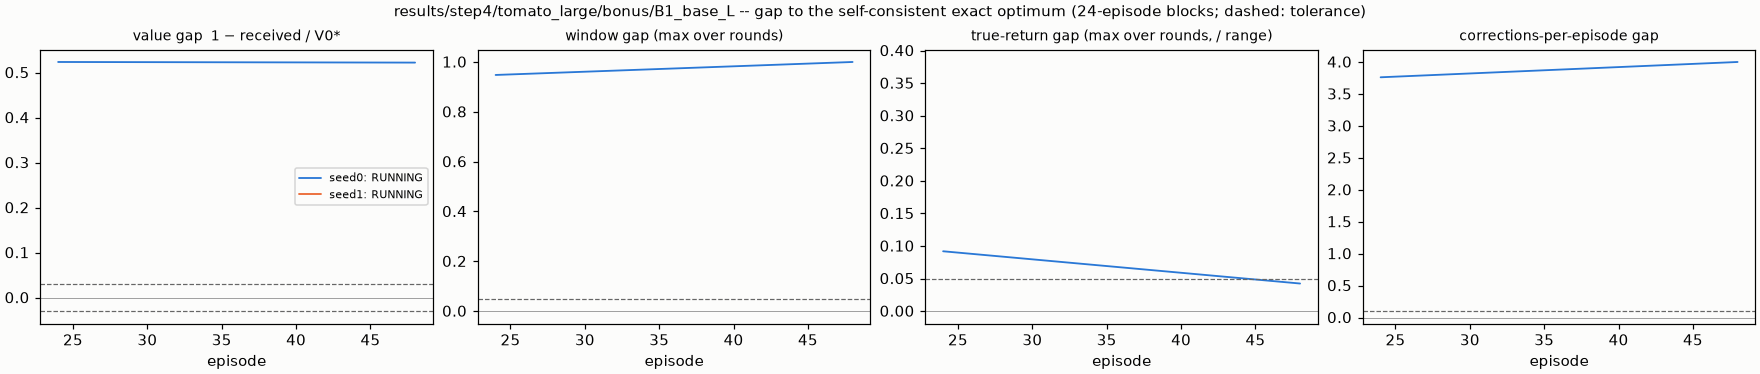 results/step4/tomato_large/bonus/B1_base_L -- gap to the self-consistent exact optimum (24-episode blocks; dashed: tolerance)
value gap  1 − received / V0*
0.5
0.4
0.3
0.2
0.1
0.0
25 30 35 40 45
episode
seed0: RUNNING
seed1: RUNNING
window gap (max over rounds)
1.0
0.8
0.6
0.4
0.2
0.0
25 30 35 40 45
episode
true-return gap (max over rounds, / range)
0.40
0.35
0.30
0.25
0.20
0.15
0.10
0.05
0.00
25 30 35 40 45
episode
corrections-per-episode gap
4.0
3.5
3.0
2.5
2.0
1.5
1.0
0.5
0.0
25 30 35 40 45
episode